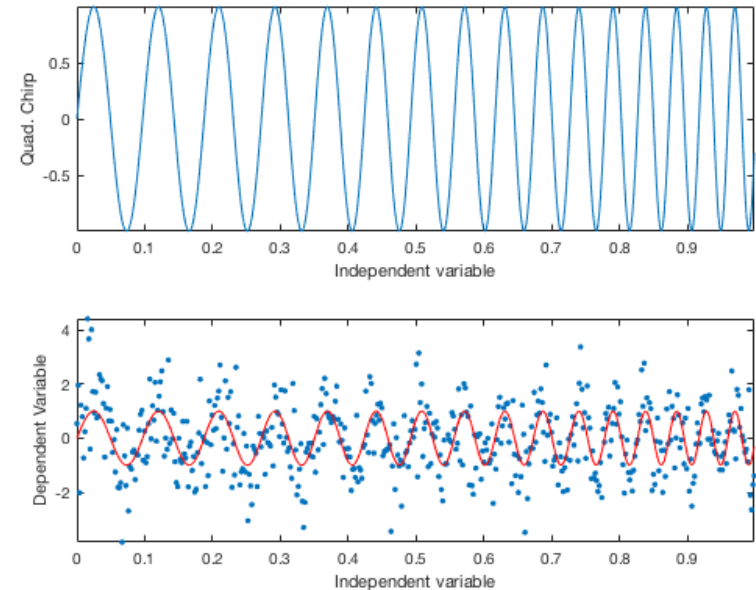 Quad. Chirp
0.5
0
-0.5
0 0.1 0.2 0.3 0.4 0.5 0.6 0.7 0.8 0.9
Independent variable
Dependent Variable
4
2
0
-2
0 0.1 0.2 0.3 0.4 0.5 0.6 0.7 0.8 0.9
Independent variable